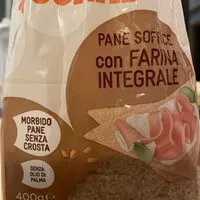 PANE SOFFICE
con FARINA
INTEGRALE
MORBIDO
PANE SENZA
CROSTA
SENZA
OLIO DI
PALMA
400g